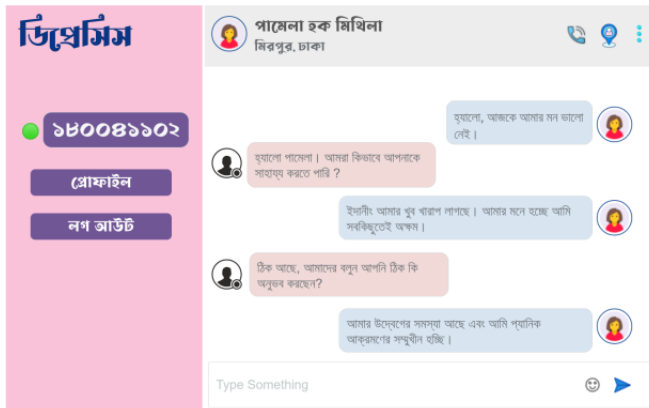 ডিপ্রেসিস
১৮০০৪১১০২
প্রোফাইল
লগ আউট
পামেলা হক মিথিলা
মিরপুর, ঢাকা
হ্যালো, আজকে আমার মন ভালো
নেই।
হ্যালো পামেলা। আমরা কিভাবে আপনাকে
সাহায্য করতে পারি ?
ইদানীং আমার খুব খারাপ লাগছে। আমার মনে হচ্ছে আমি
সবকিছুতেই অক্ষম।
ঠিক আছে, আমাদের বলুন আপনি ঠিক কি
অনুভব করছেন?
আমার উদ্বেগের সমস্যা আছে এবং আমি প্যানিক
আক্রমণের সম্মুখীন হচ্ছি।
Type Something